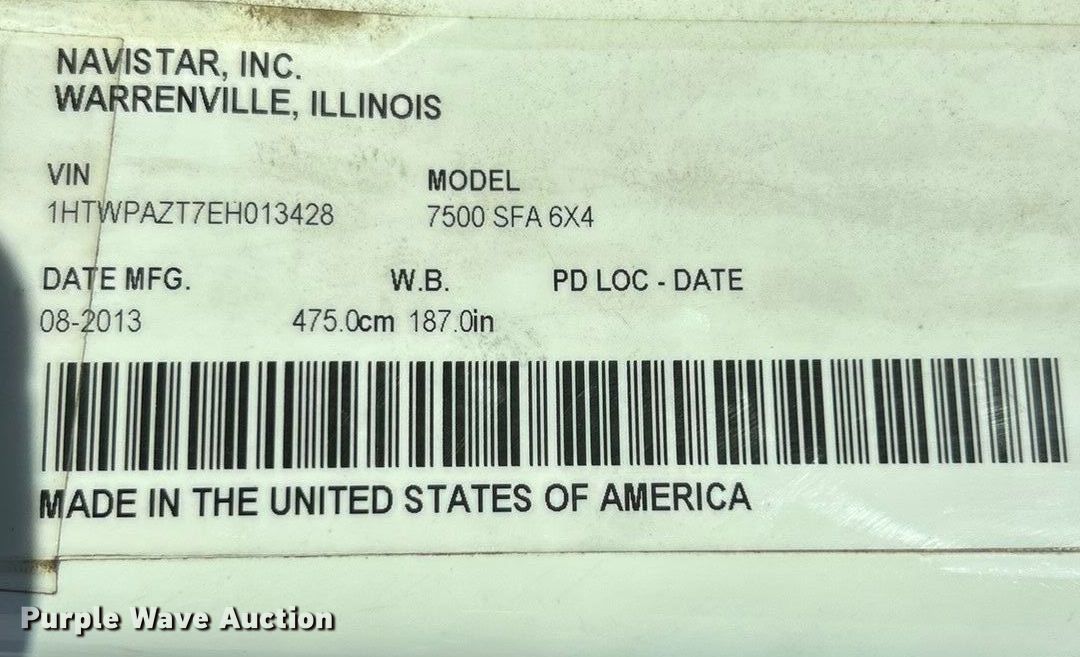 NAVISTAR, INC.
WARRENVILLE, ILLINOIS
VIN MODEL
1HTWPAZT7EH013428 7500 SFA 6X4
DATE MFG. W.B. PD LOC - DATE
08-2013 475.0cm 187.0in
MADE IN THE UNITED STATES OF AMERICA
Purple Wave Auction